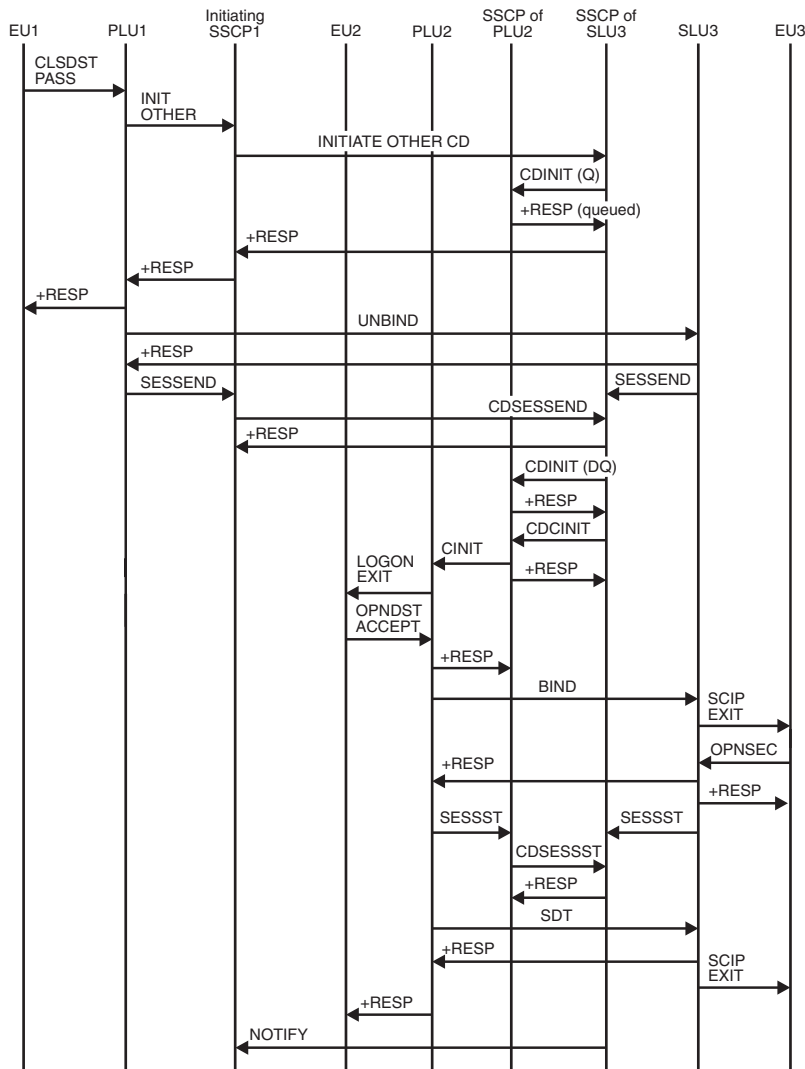 EU1
PLU1
Initiating
SSCP1
EU2
PLU2
SSCP of
PLU2
SSCP of
SLU3
SLU3
EU3
CLSDST
PASS
INIT
OTHER
INITIATE OTHER CD
CDINIT (Q)
+RESP (queued)
+RESP
+RESP
+RESP
UNBIND
+RESP
SESSEND
SESSEND
CDSESSEND
+RESP
CDINIT (DQ)
+RESP
CDCINIT
CINIT
LOGON
EXIT
+RESP
OPNDST
ACCEPT
+RESP
BIND
SCIP
EXIT
OPNSEC
+RESP
+RESP
SESSST
SESSST
CDSESSST
+RESP
SDT
+RESP
SCIP
EXIT
+RESP
NOTIFY